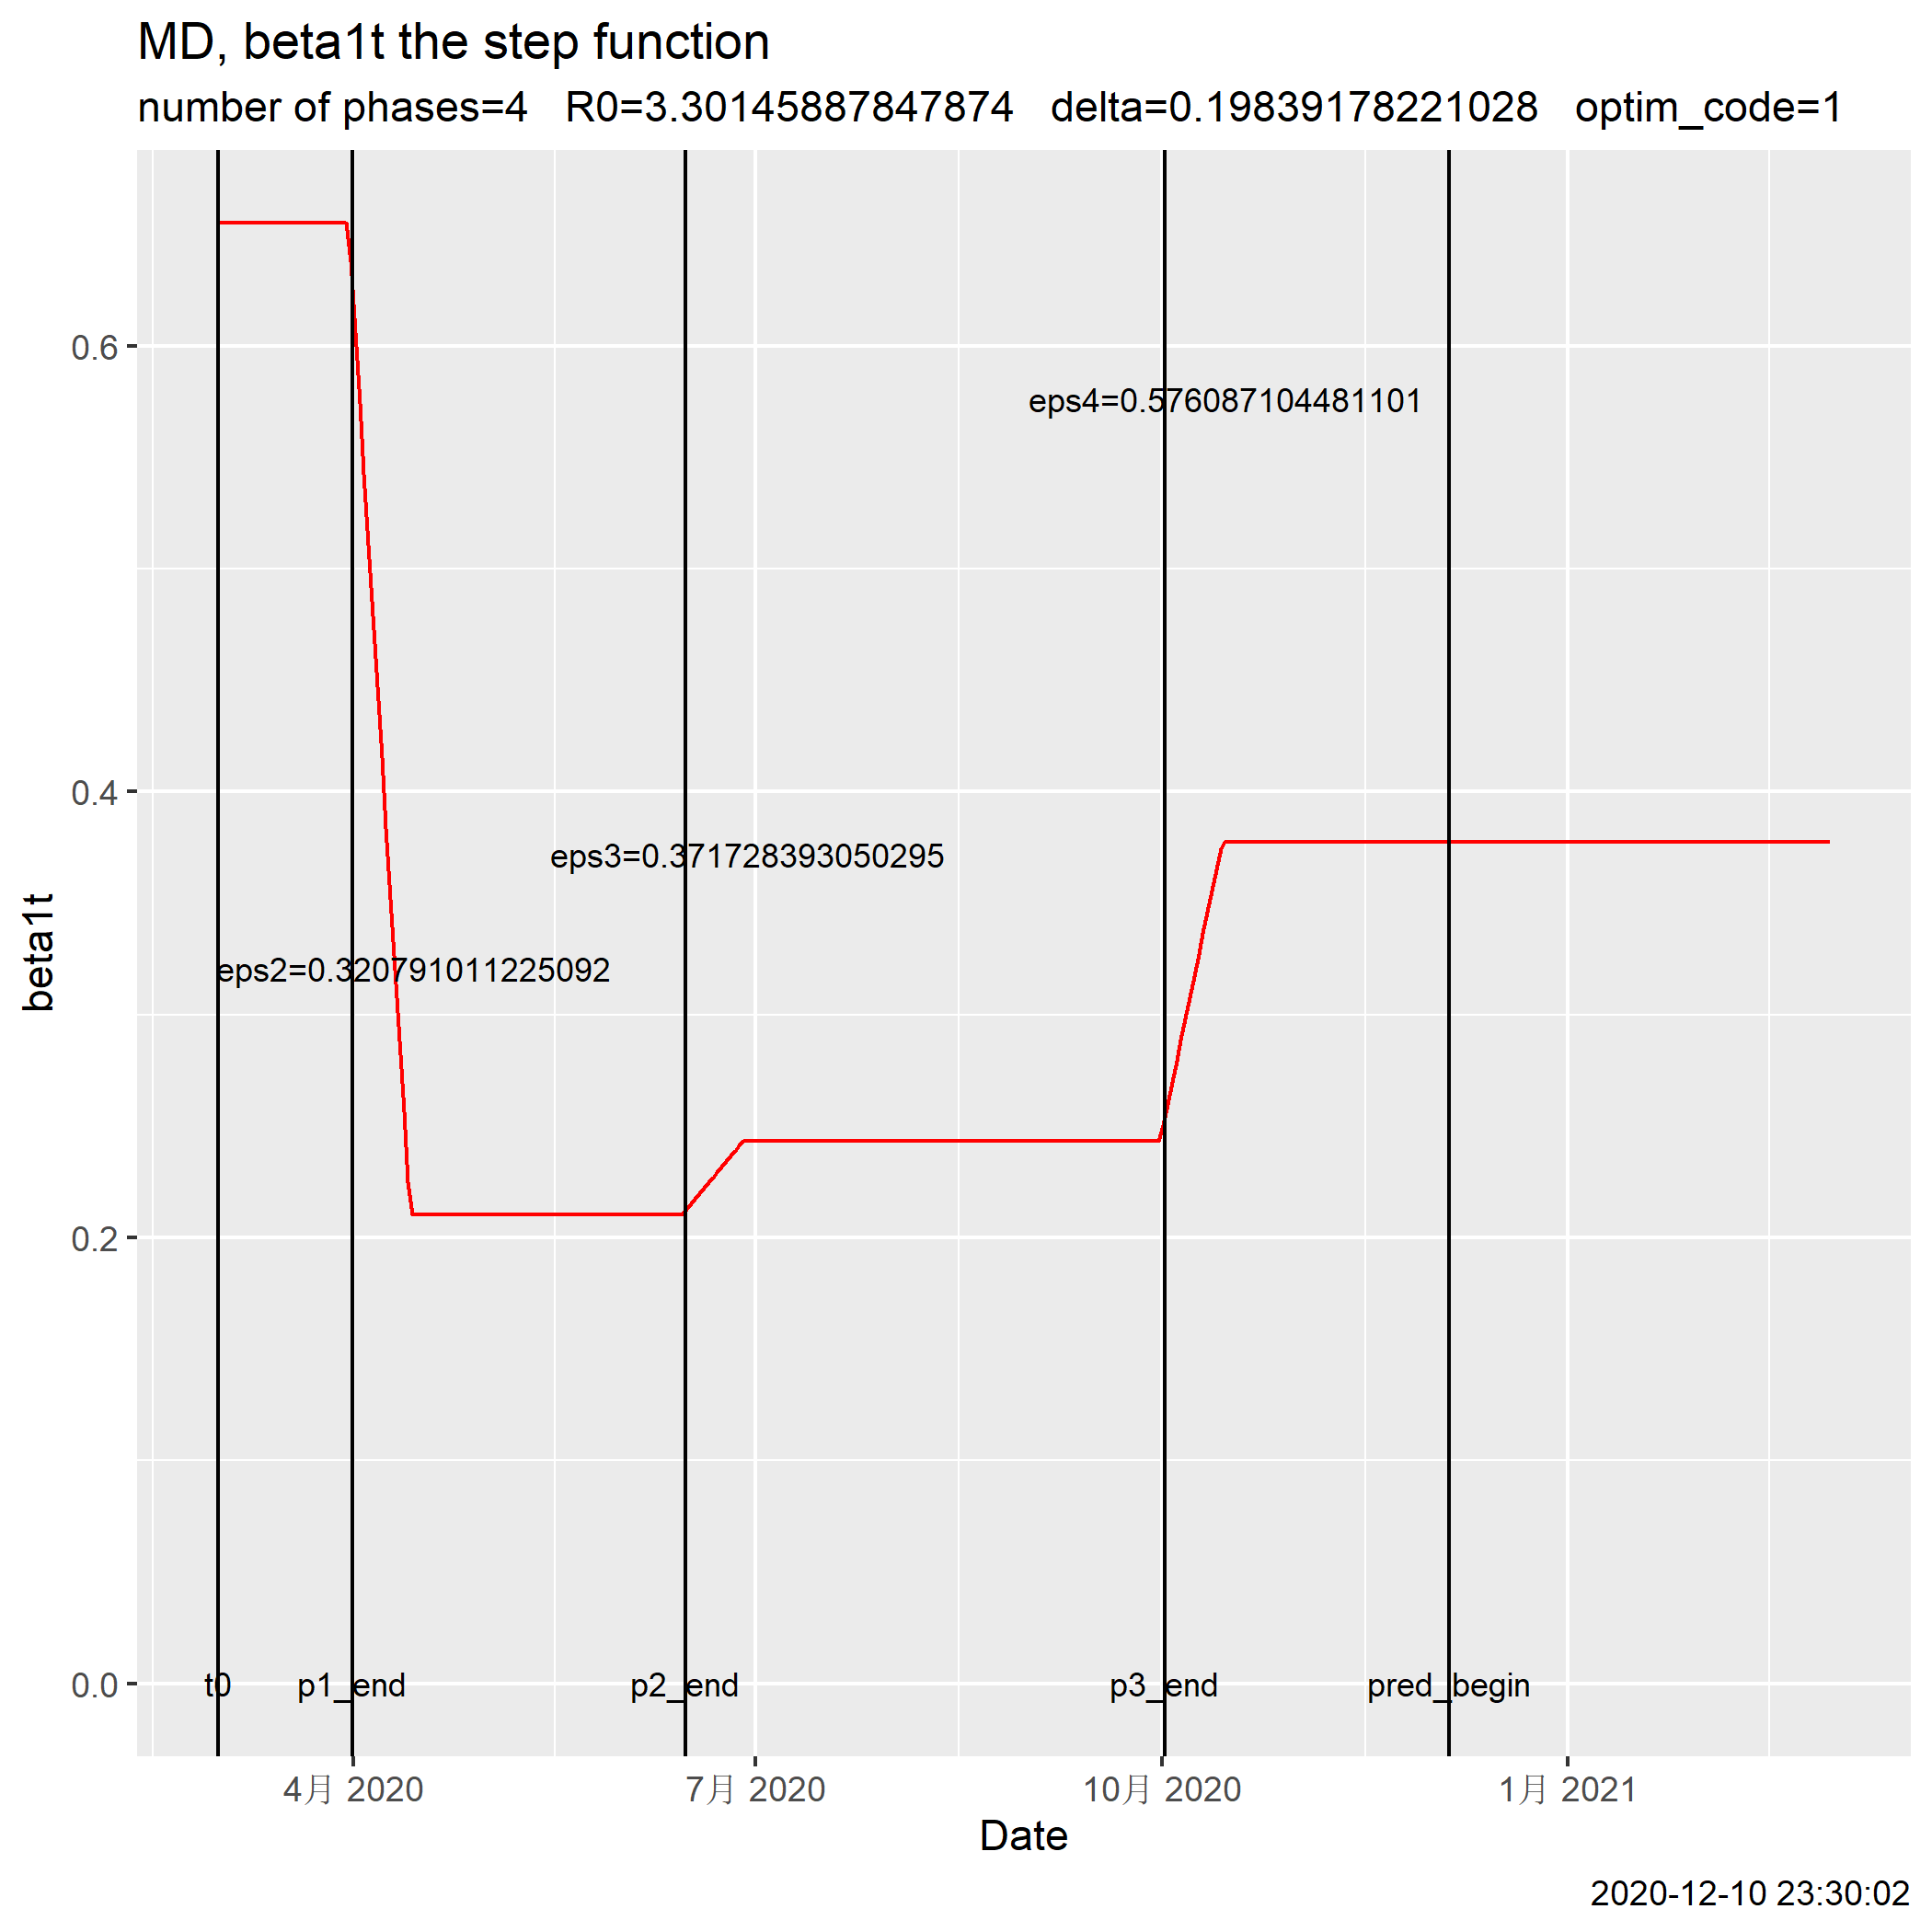 MD, beta1t the step function
number of phases=4 R0=3.30145887847874 delta=0.19839178221028 optim_code=1
0.6
eps4=0.576087104481101
0.4
eps3=0.371728393050295
beta1t
eps2=0.320791011225092
0.2
0.0
t0 p1_end p2_end p3_end pred_begin
4月 2020 7月 2020 10月 2020 1月 2021
Date
2020-12-10 23:30:02